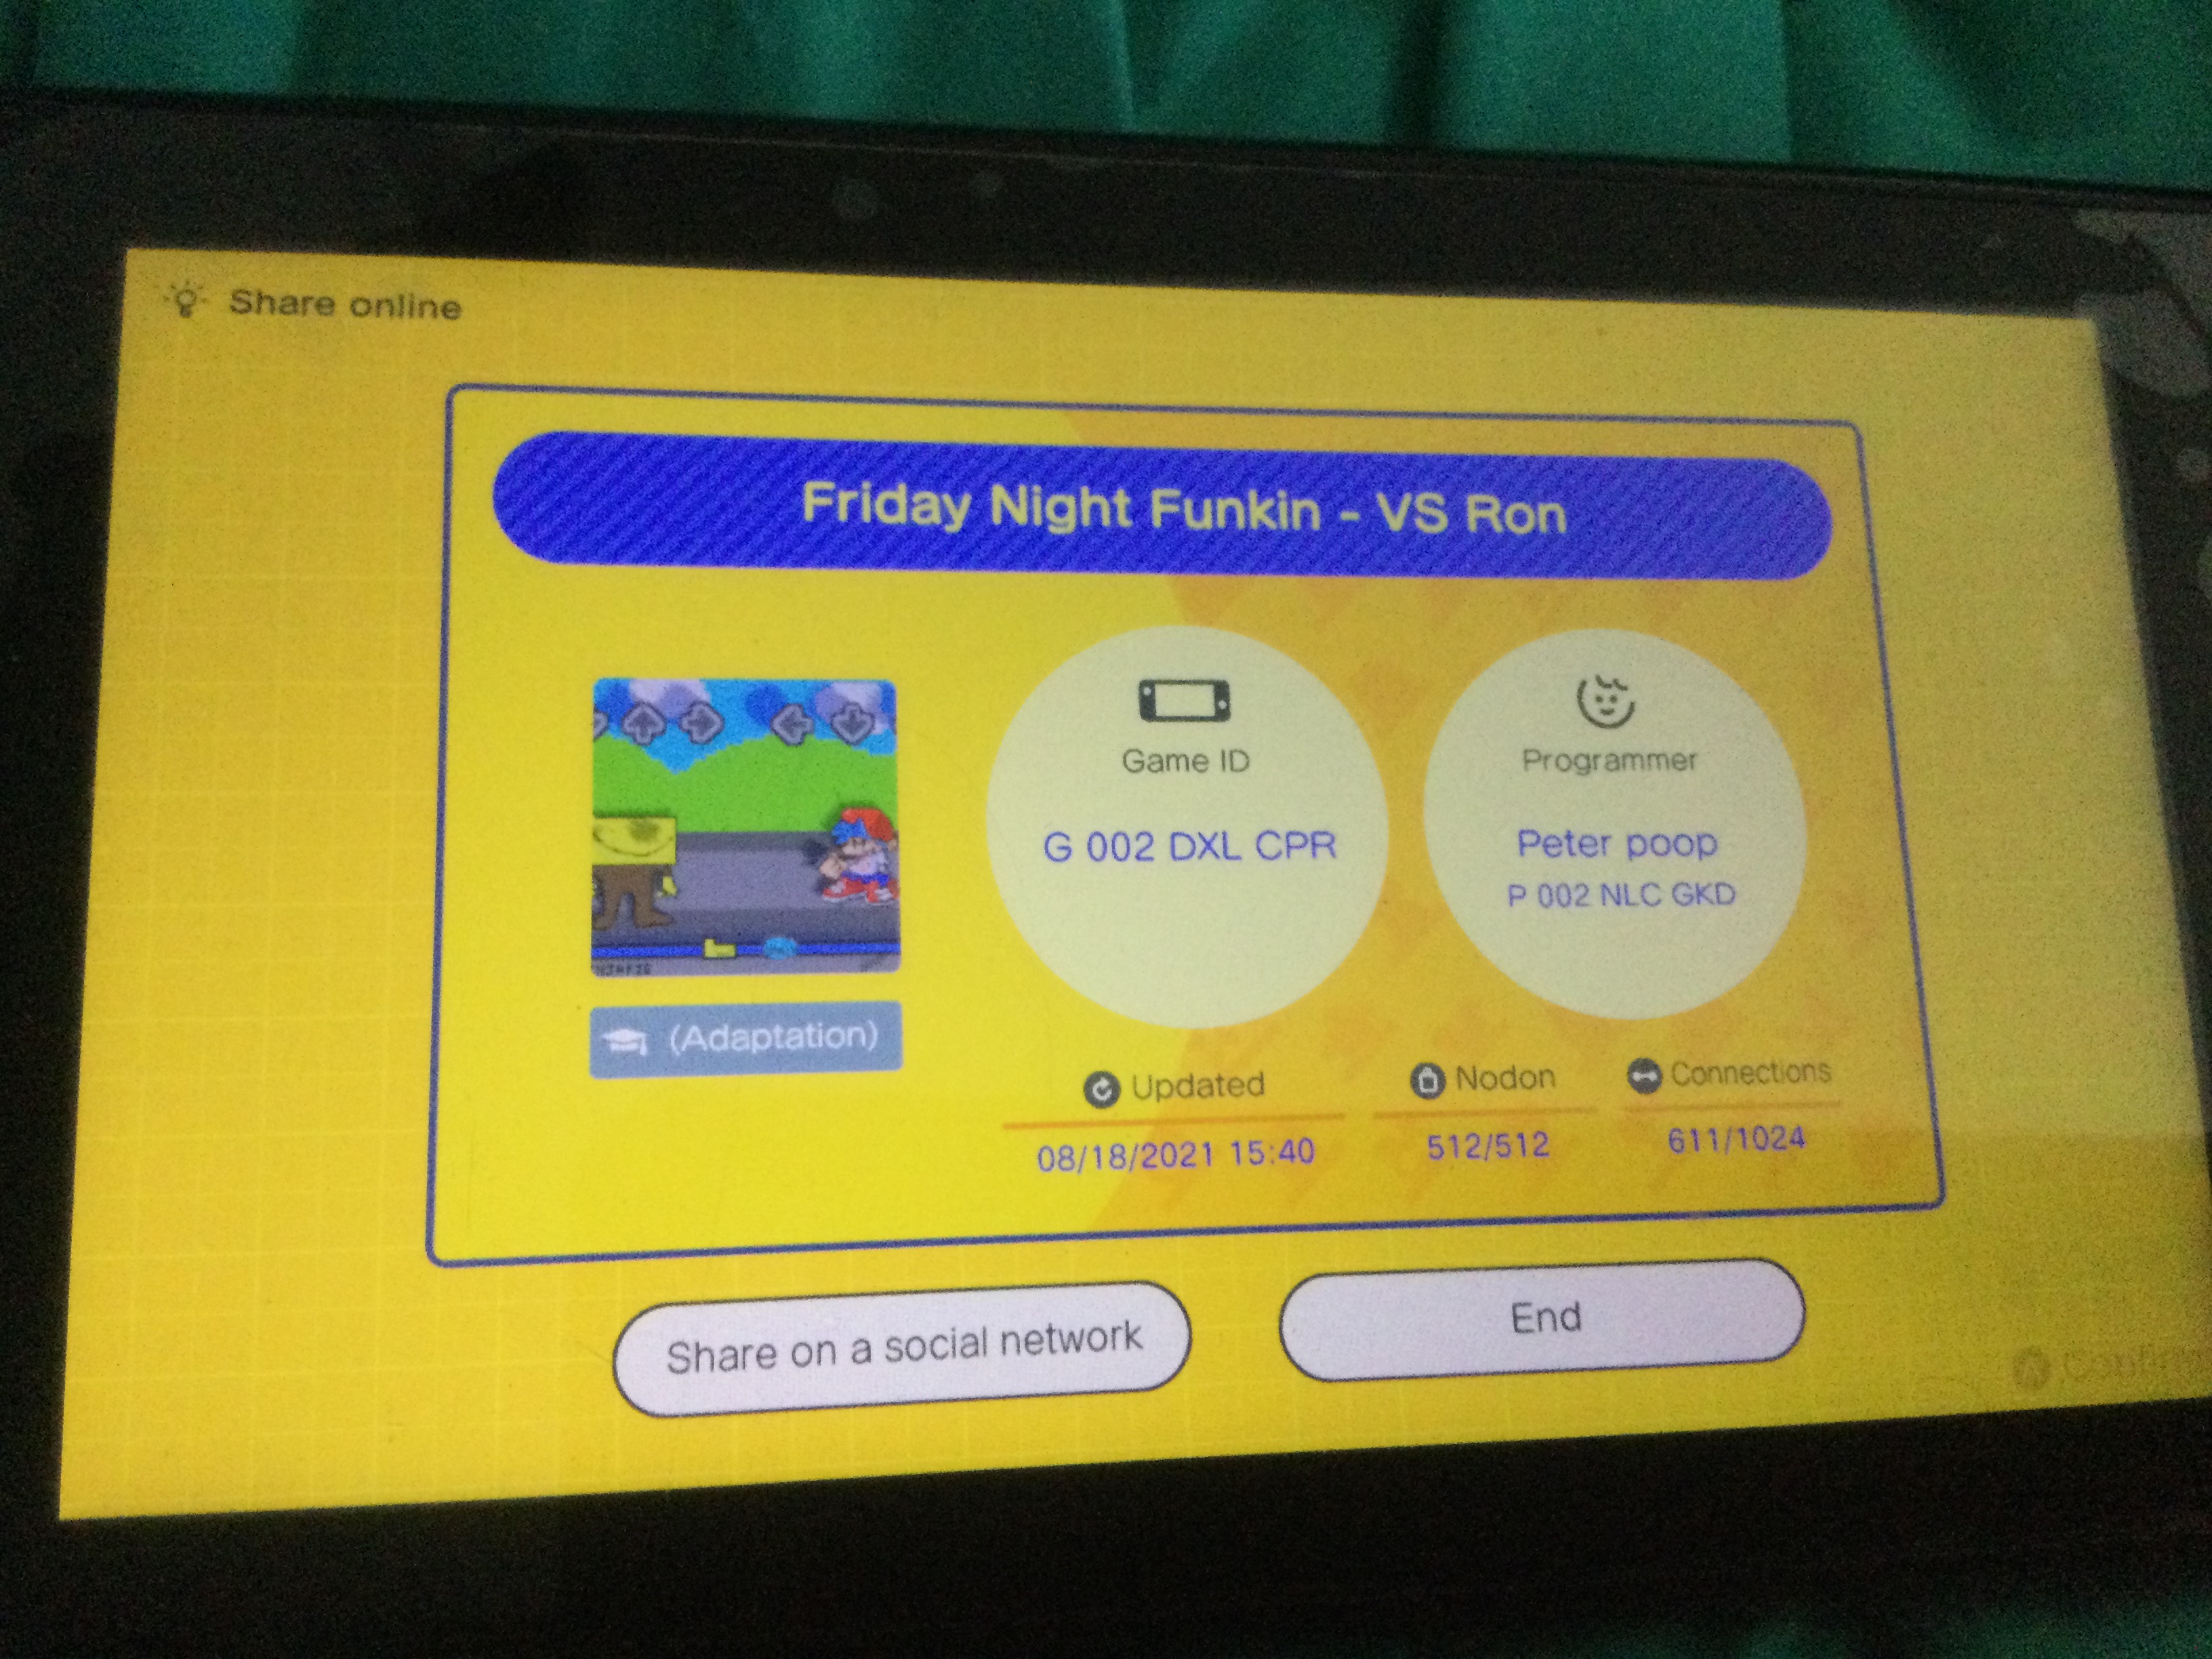 Share online
Friday Night Funkin - VS Ron
Game ID
G 002 DXL CPR
Programmer
Peter poop
P 002 NLC GKD
(Adaptation)
Updated
08/18/2021 15:40
Nodon
512/512
Connections
611/1024
Share on a social network
End
Confirm